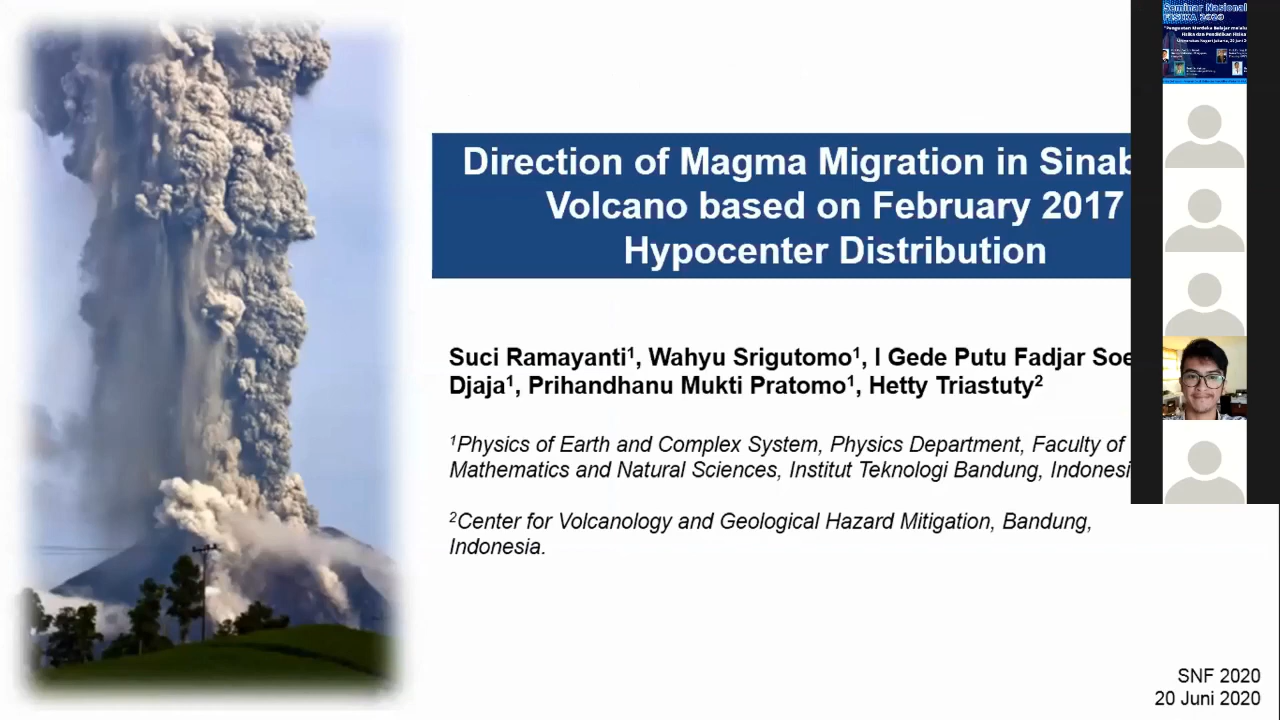 Direction of Magma Migration in Sinab
Volcano based on February 2017
Hypocenter Distribution
Suci Ramayanti¹, Wahyu Srigutomo¹, I Gede Putu Fadjar Soe
Djaja¹, Prihandhanu Mukti Pratomo¹, Hetty Triastuty²
¹Physics of Earth and Complex System, Physics Department, Faculty of
Mathematics and Natural Sciences, Institut Teknologi Bandung, Indonesi
²Center for Volcanology and Geological Hazard Mitigation, Bandung,
Indonesia.
SNF 2020
20 Juni 2020
Seminar Nasional
FISIKA 2020